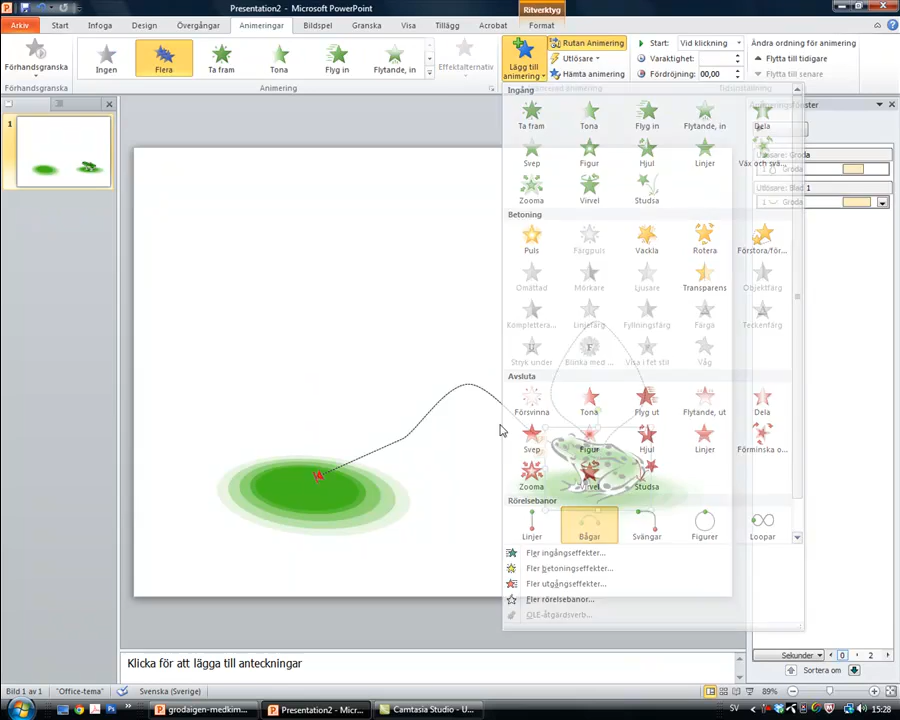 Presentation2 - Microsoft PowerPoint
Ritverktyg
Arkiv Start Infoga Design Övergångar Animeringar Bildspel Granska Visa Tillägg Acrobat Format
Förhandsgranska
Ingen Flera Ta fram Tona Flyg in Flytande, in
Effektalternativ
Lägg till animering
Rutan Animering
Utlösare
Hämta animering
Start: Vid klickning
Varaktighet:
Fördröjning: 00,00
Ändra ordning för animering
Flytta till tidigare
Flytta till senare
Förhandsgranska Animering
Ingång
Ta fram Tona Flyg in Flytande, in Dela
Svep Figur Hjul Linjer Väx och svä...
Zooma Virvel Studsa
Betoning
Puls Färgpuls Vackla Rotera Förstora/för...
Omättad Mörkare Ljusare Transparens Objektfärg
Komplettera... Linjefärg Fyllningsfärg Färga Teckenfärg
Stryk under Blinka med ... Visa i fet stil Våg
Avsluta
Försvinna Tona Flyg ut Flytande, ut Dela
Svep Figur Hjul Linjer Förminska o...
Zooma Virvel Studsa
Rörelsebanor
Linjer Bågar Svängar Figurer Loopar
Fler ingångseffekter...
Fler betoningseffekter...
Fler utgångseffekter...
Fler rörelsebanor...
OLE-åtgärdsverb...
Utlösare: Groda
1 Groda
Utlösare: Blad 1
1 Groda
1
Klicka för att lägga till anteckningar
Sekunder 0 2
Sortera om
Bild 1 av 1 "Office-tema" Svenska (Sverige) 89%
grodaigen-medkim... Presentation2 - Micr... Camtasia Studio - U... SV 15:28